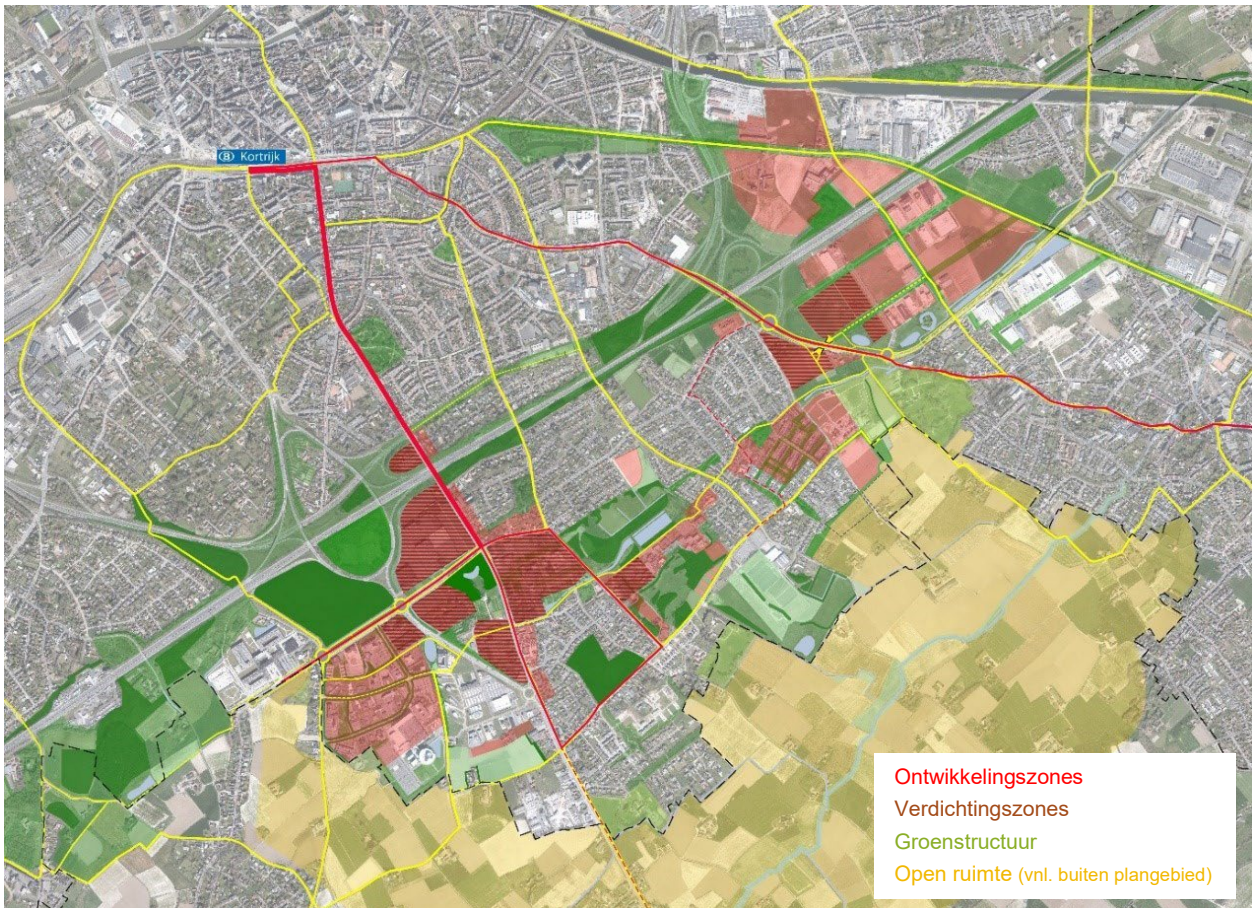 B Kortrijk
Ontwikkelingszones
Verdichtingszones
Groenstructuur
Open ruimte (vnl. buiten plangebied)